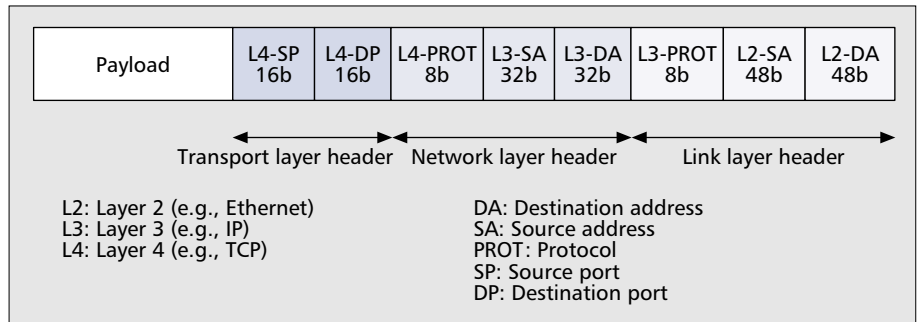 Payload
L4-SP
16b
L4-DP
16b
L4-PROT
8b
L3-SA
32b
L3-DA
32b
L3-PROT
8b
L2-SA
48b
L2-DA
48b
Transport layer header
Network layer header
Link layer header
L2: Layer 2 (e.g., Ethernet)
L3: Layer 3 (e.g., IP)
L4: Layer 4 (e.g., TCP)
DA: Destination address
SA: Source address
PROT: Protocol
SP: Source port
DP: Destination port